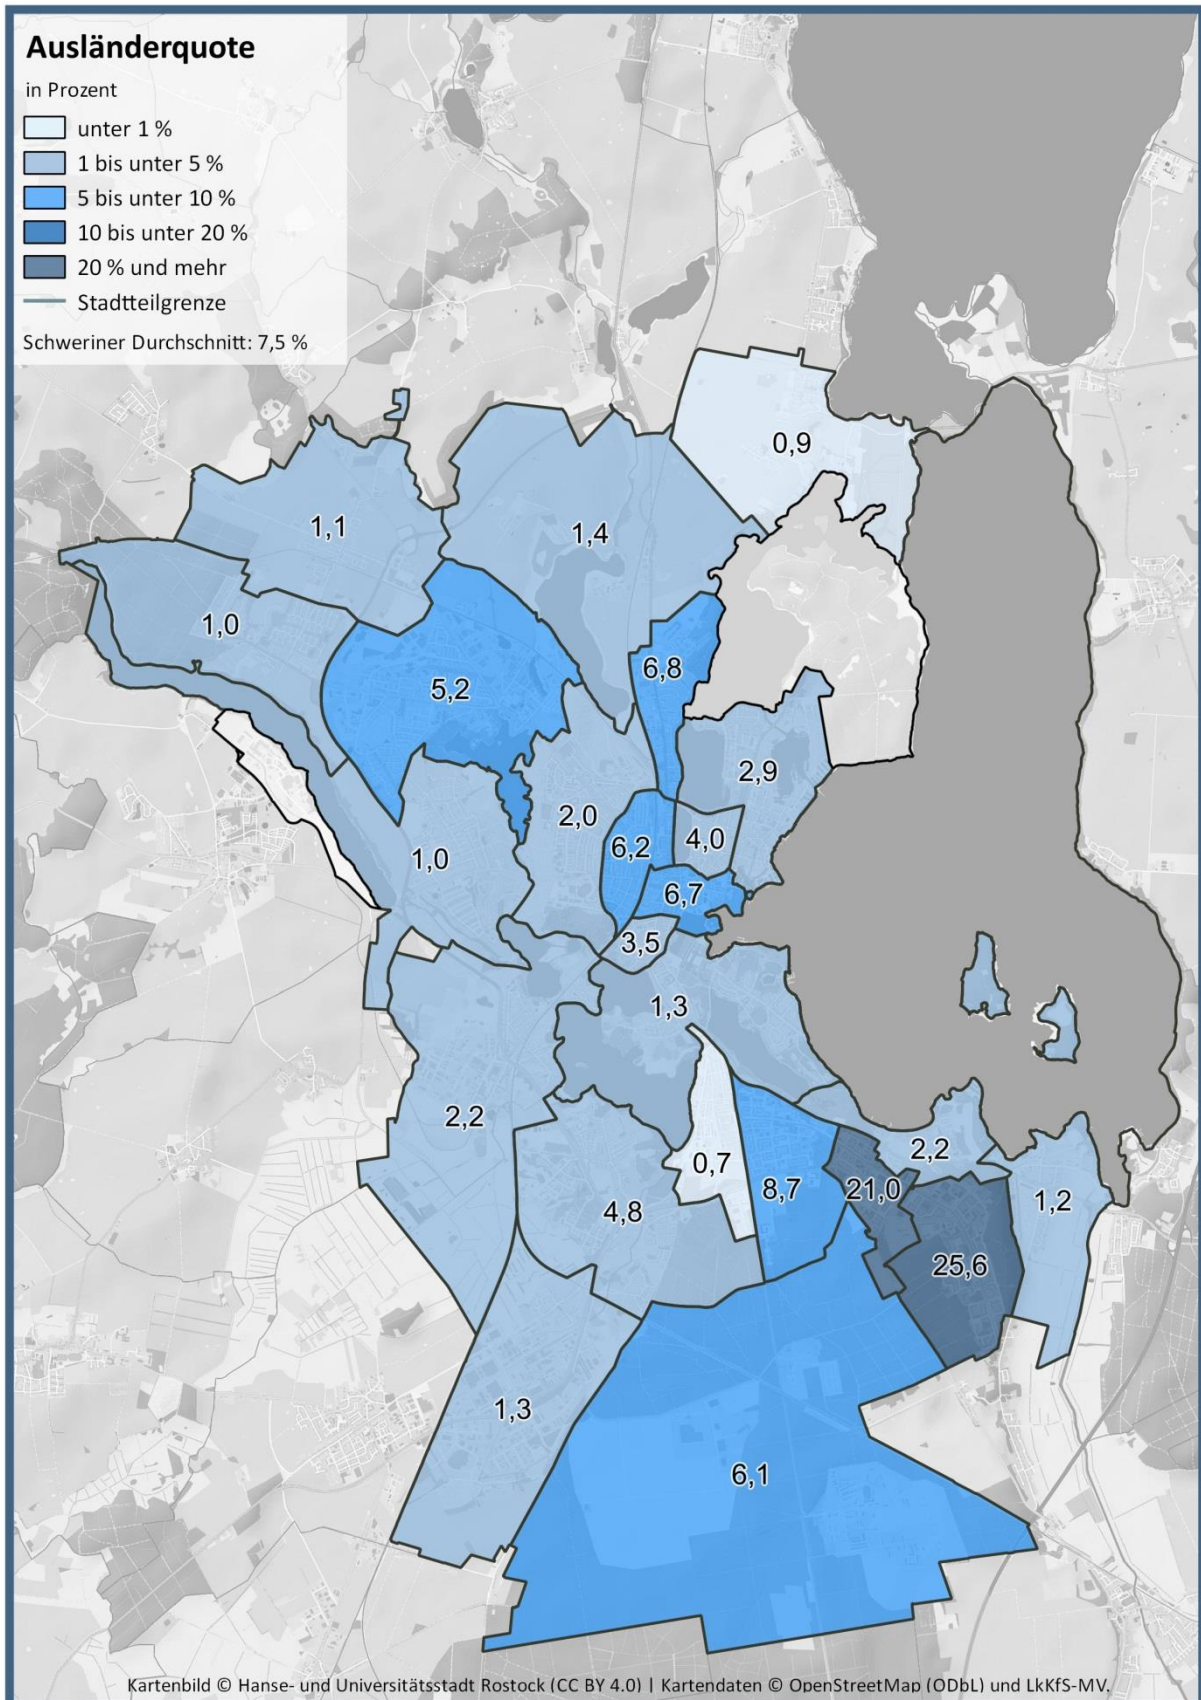 Ausländerquote
in Prozent
unter 1 %
1 bis unter 5 %
5 bis unter 10 %
10 bis unter 20 %
20 % und mehr
Stadtteilgrenze
Schweriner Durchschnitt: 7,5 %
0,9
1,1
1,4
1,0
6,8
5,2
2,9
2,0
4,0
6,2
1,0
6,7
3,5
1,3
2,2
2,2
0,7
8,7
21,0
1,2
4,8
25,6
1,3
6,1
Kartenbild © Hanse- und Universitätsstadt Rostock (CC BY 4.0) | Kartendaten © OpenStreetMap (ODbL) und LkKfS-MV.